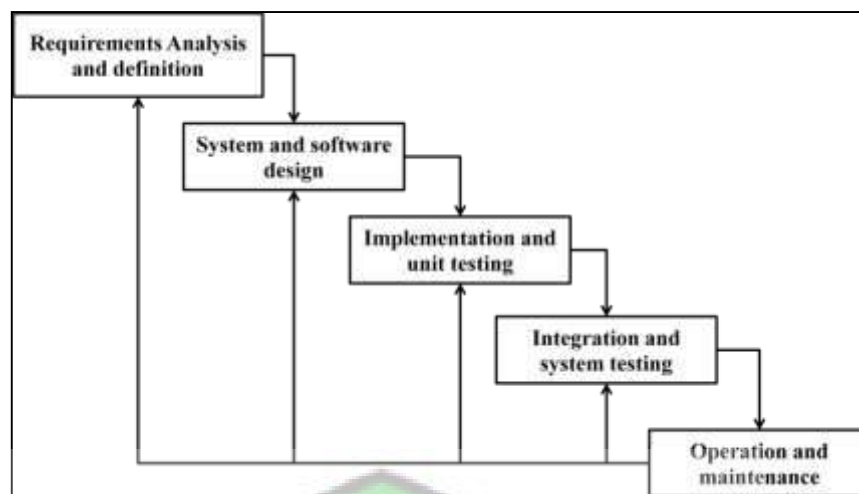 Requirements Analysis
and definition
System and software
design
Implementation and
unit testing
Integration and
system testing
Operation and
maintenance